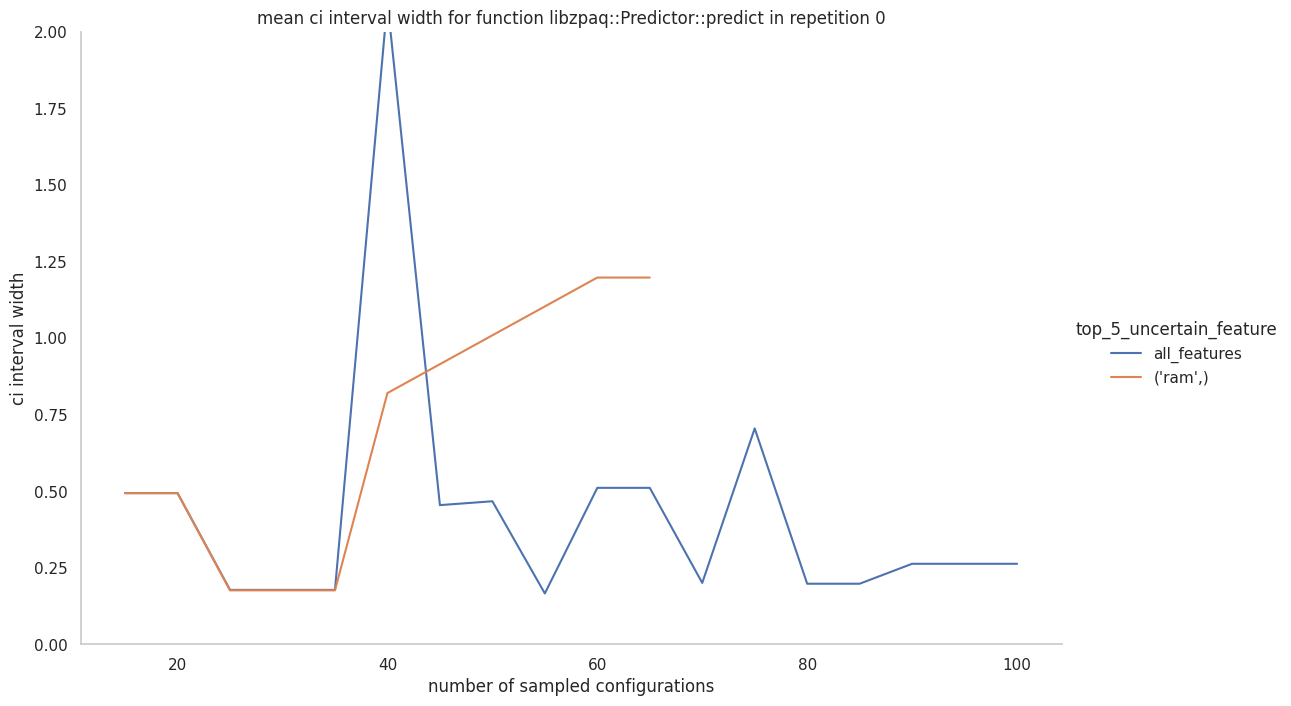 mean ci interval width for function libzpaq::Predictor::predict in repetition 0
2.00
1.75
1.50
1.25
1.00
0.75
0.50
0.25
0.00
ci interval width
20
40
60
80
100
number of sampled configurations
top_5_uncertain_feature
all_features
('ram',)